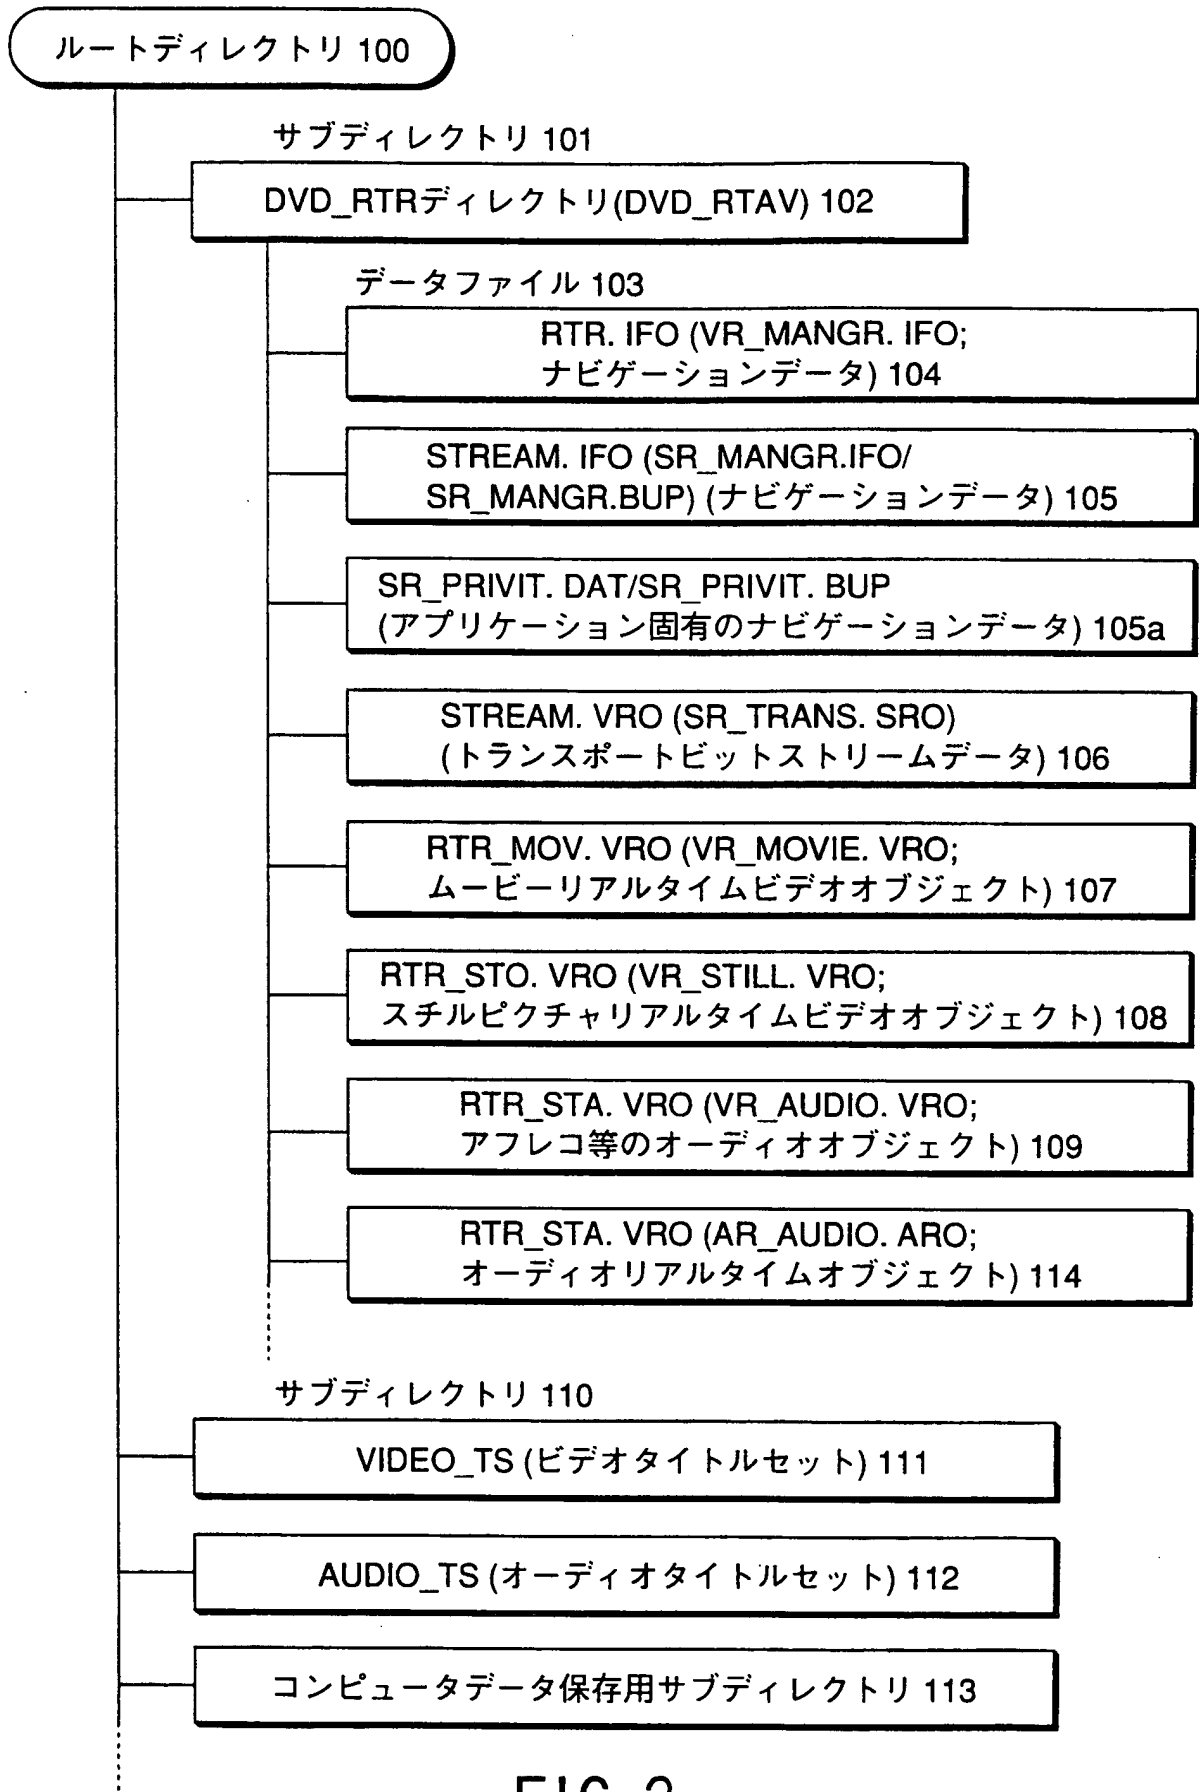 ルートディレクトリ 100
サブディレクトリ 101
DVD_RTRディレクトリ(DVD_RTAV) 102
データファイル 103
RTR. IFO (VR_MANGR. IFO;
ナビゲーションデータ) 104
STREAM. IFO (SR_MANGR.IFO/
SR_MANGR.BUP) (ナビゲーションデータ) 105
SR_PRIVIT. DAT/SR_PRIVIT. BUP
(アプリケーション固有のナビゲーションデータ) 105a
STREAM. VRO (SR_TRANS. SRO)
(トランスポートビットストリームデータ) 106
RTR_MOV. VRO (VR_MOVIE. VRO;
ムービーリアルタイムビデオオブジェクト) 107
RTR_STO. VRO (VR_STILL. VRO;
スチルピクチャリアルタイムビデオオブジェクト) 108
RTR_STA. VRO (VR_AUDIO. VRO;
アフレコ等のオーディオオブジェクト) 109
RTR_STA. VRO (AR_AUDIO. ARO;
オーディオリアルタイムオブジェクト) 114
サブディレクトリ 110
VIDEO_TS (ビデオタイトルセット) 111
AUDIO_TS (オーディオタイトルセット) 112
コンピュータデータ保存用サブディレクトリ 113